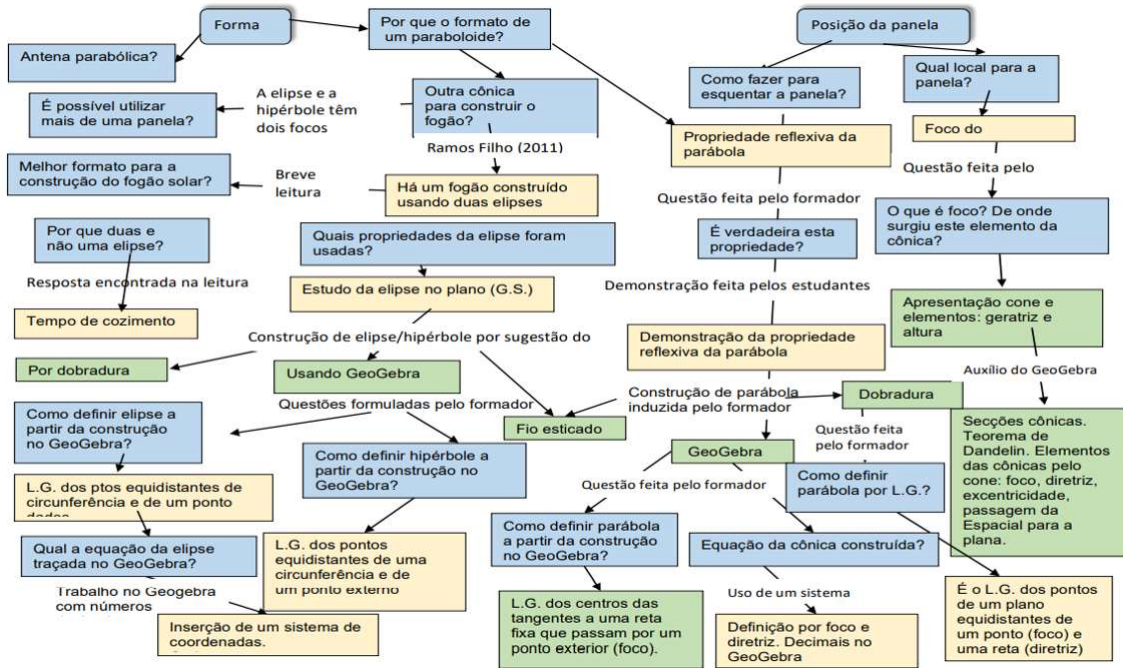 Forma
Por que o formato de
um paraboloide?
Posição da panela
Antena parabólica?
Outra cônica
para construir o
fogão?
Como fazer para
esquentar a panela?
Qual local para a
panela?
É possível utilizar
mais de uma panela?
A elipse e a
hipérbole têm
dois focos
Propriedade reflexiva da
parábola
Foco do
Ramos Filho (2011)
Melhor formato para a
construção do fogão solar?
Breve
leitura
Há um fogão construído
usando duas elipses
Questão feita pelo formador
Questão feita pelo
Por que duas e
não uma elipse?
Quais propriedades da elipse foram
usadas?
É verdadeira esta
propriedade?
O que é foco? De onde
surgiu este elemento da
cônica?
Resposta encontrada na leitura
Estudo da elipse no plano (G.S.)
Demonstração feita pelos estudantes
Tempo de cozimento
Apresentação cone e
elementos: geratriz e
altura
Construção de elipse/hipérbole por sugestão do
Demonstração da propriedade
reflexiva da parábola
Por dobradura
Usando GeoGebra
Auxílio do GeoGebra
Construção de parábola
induzida pelo formador
Dobradura
Questões formuladas pelo formador
Fio esticado
Como definir elipse a
partir da construção
no GeoGebra?
Questão feita
pelo formador
Secções cônicas.
Teorema de
Dandelin. Elementos
das cônicas pelo
cone: foco, diretriz,
excentricidade,
passagem da
Espacial para a
plana.
GeoGebra
Como definir hipérbole a
partir da construção no
GeoGebra?
Como definir
parábola por L.G.?
L.G. dos ptos equidistantes de
circunferência e de um ponto
Questão feita pelo formador
Como definir parábola
a partir da construção
no GeoGebra?
Qual a equação da elipse
traçada no GeoGebra?
L.G. dos pontos
equidistantes de uma
circunferência e de
um ponto externo
Equação da cônica construída?
Trabalho no Geogebra
com números
Uso de um sistema
L.G. dos centros das
tangentes a uma reta
fixa que passam por um
ponto exterior (foco).
É o L.G. dos pontos
de um plano
equidistantes de
um ponto (foco) e
uma reta (diretriz)
Inserção de um sistema de
coordenadas.
Definição por foco e
diretriz. Decimais no
GeoGebra